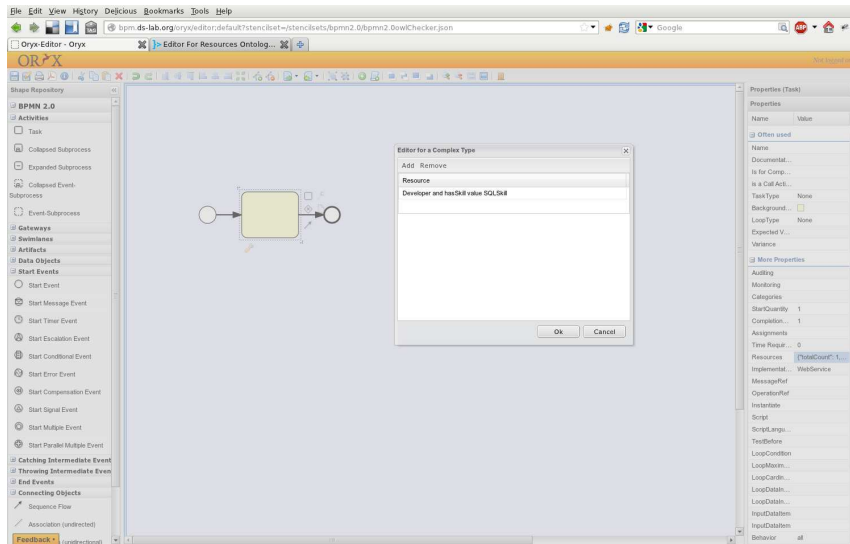 File Edit View History Delicious Bookmarks Tools Help
bpm.ds-lab.org/oryx/editor;default?stencilset=/stencilsets/bpmn2.0/bpmn2.0owlChecker.json
Google
Oryx-Editor - Oryx
Editor For Resources Ontolog...
ORYX
Not logged in
Shape Repository
BPMN 2.0
Activities
Task
Collapsed Subprocess
Expanded Subprocess
Collapsed Event-Subprocess
Event-Subprocess
Gateways
Swimlanes
Artifacts
Data Objects
Start Events
Start Event
Start Message Event
Start Timer Event
Start Escalation Event
Start Conditional Event
Start Error Event
Start Compensation Event
Start Signal Event
Start Multiple Event
Start Parallel Multiple Event
Catching Intermediate Event
Throwing Intermediate Even
End Events
Connecting Objects
Sequence Flow
Association (undirected)
(unidirectional)
Feedback
Editor for a Complex Type
Add Remove
Resource
Developer and hasSkill value SQLSkill
Ok Cancel
Properties (Task)
Properties
Name Value
Often used
Name
Documentat...
Is for Comp...
is a Call Acti...
TaskType None
Background...
LoopType None
Expected V...
Variance
More Properties
Auditing
Monitoring
Categories
StartQuantity 1
Completion... 1
Assignments
Time Requir... 0
Resources {"totalCount": 1,...
Implementat... WebService
MessageRef
OperationRef
Instantiate
Script
ScriptLangu...
TestBefore
LoopCondition
LoopMaxim...
LoopCardin...
LoopDataIn...
LoopDataIn...
InputDataItem
InputDataItem
Behavior all